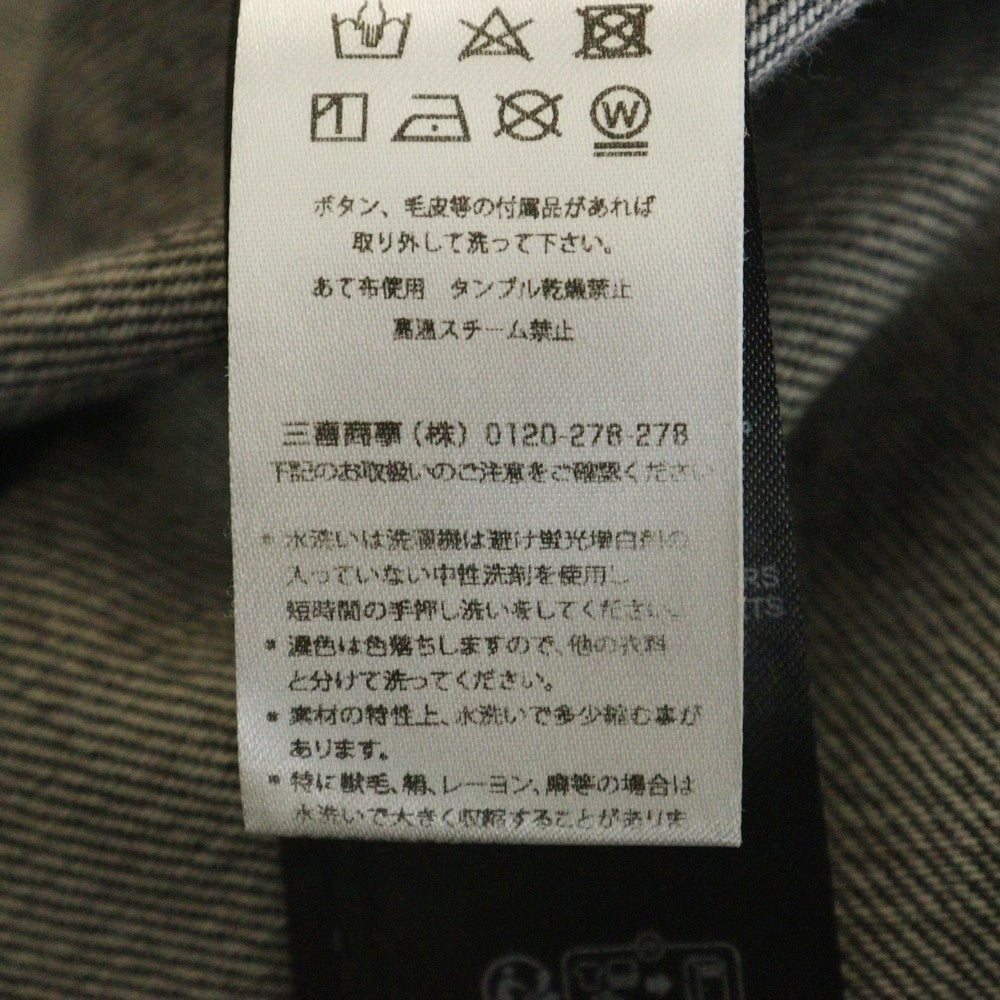 W
ボタン、毛皮等の付属品があれば
取り外して洗って下さい。
あて布使用 タンブル乾燥禁止
高温スチーム禁止
三喜商事(株) 0120-278-278
下記のお取扱いのご注意をご確認ください
* 水洗いは洗濯機は避け蛍光増白剤の
入っていない中性洗剤を使用し
短時間の手押し洗いをしてください。
* 濃色は色落ちしますので、他の衣料
と分けて洗ってください。
* 素材の特性上、水洗いで多少縮む事が
あります。
* 特に獣毛、絹、レーヨン、麻等の場合は
水洗いで大きく収縮することがありま
RS
TS